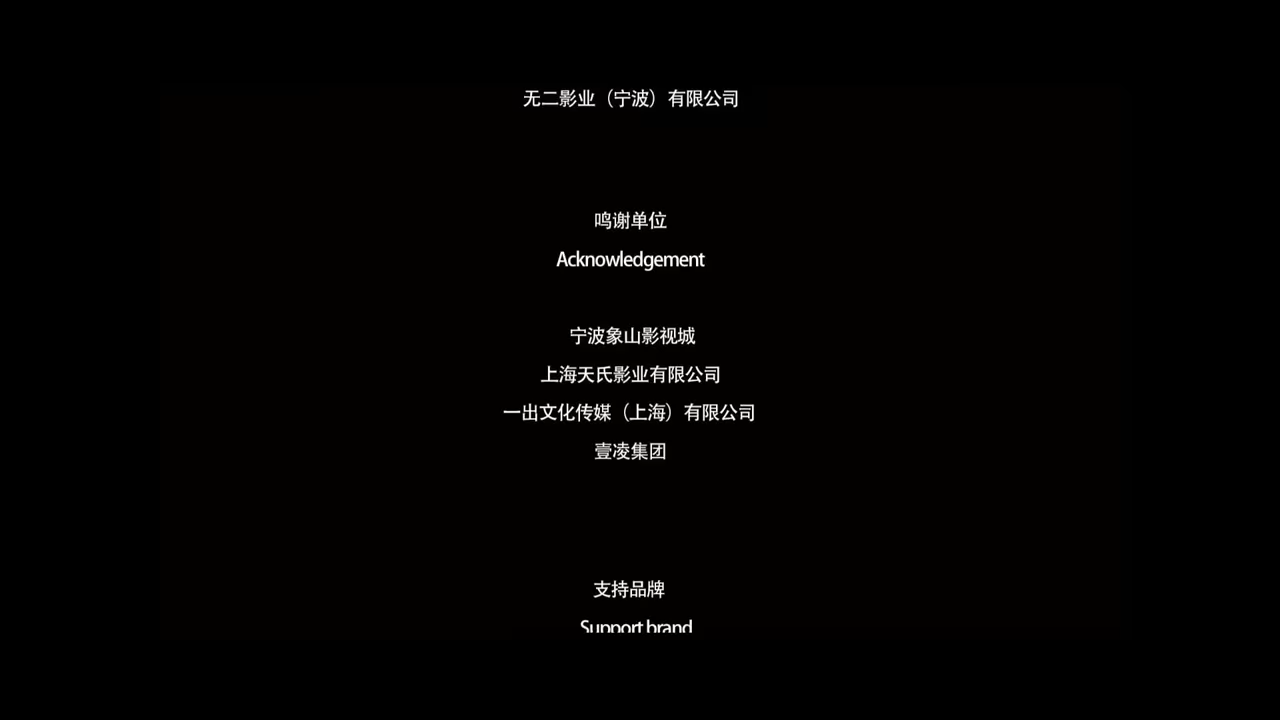 无二影业（宁波）有限公司
鸣谢单位
Acknowledgement
宁波象山影视城
上海天氏影业有限公司
一出文化传媒（上海）有限公司
壹凌集团
支持品牌
Support brand